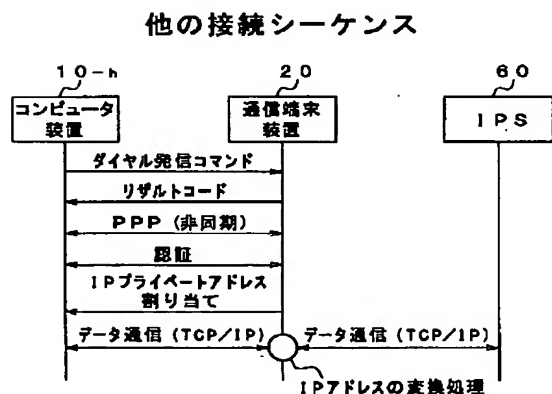 他の接続シーケンス
10-h
20
60
コンピュータ
装置
通信端末
装置
IPS
ダイヤル発信コマンド
リザルトコード
PPP (非同期)
認証
IPプライベートアドレス
割り当て
データ通信 (TCP/IP)
データ通信 (TCP/IP)
IPアドレスの変換処理